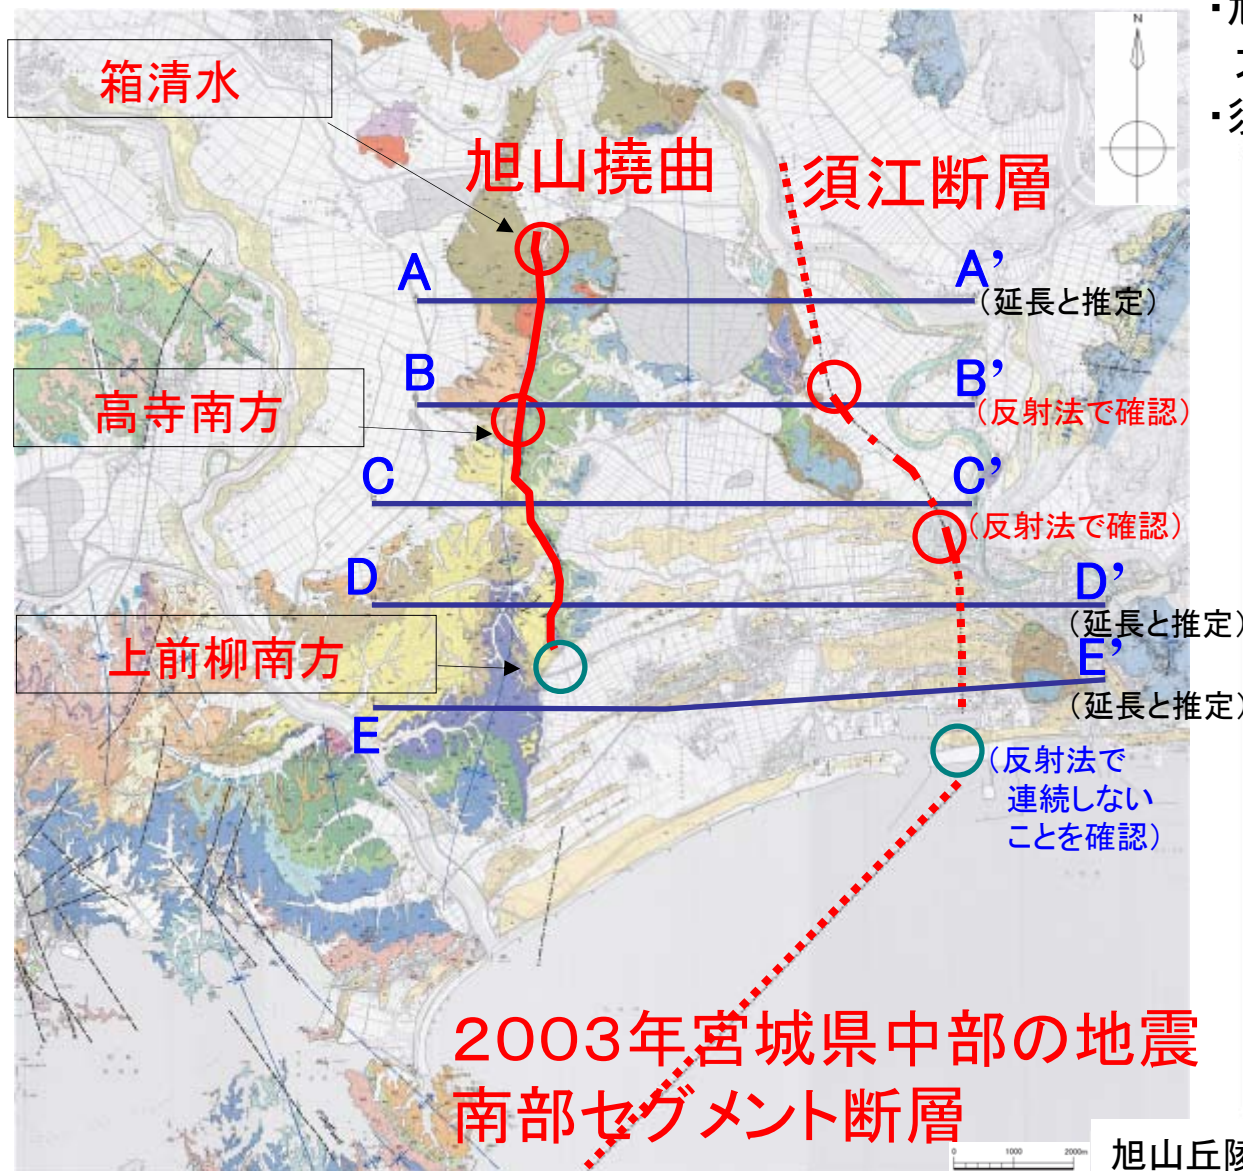 箱清水
N
旭山撓曲
須江断層
A
A’
（延長と推定）
B
B’
（反射法で確認）
高寺南方
C
C’
（反射法で確認）
D
D’
（延長と推定）
上前柳南方
E
E’
（延長と推定）
（反射法で
連続しない
ことを確認）
２００３年宮城県中部の地震
南部セグメント断層
0 1000 2000m
旭山丘陵